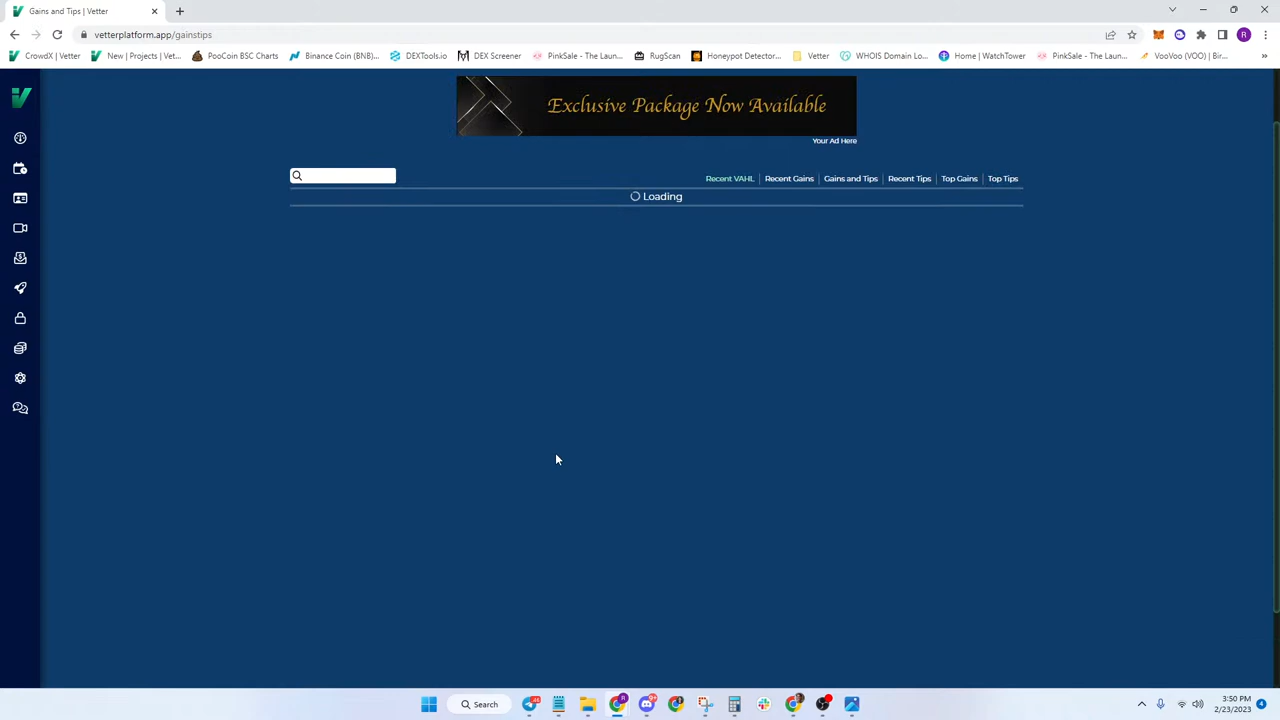 Gains and Tips | Vetter
vetterplatform.app/gainstips
R
CrowdX | Vetter
New | Projects | Vet...
PooCoin BSC Charts
Binance Coin (BNB)...
DEXTools.io
DEX Screener
PinkSale - The Laun...
RugScan
Honeypot Detector...
Vetter
WHOIS Domain Lo...
Home | WatchTower
PinkSale - The Laun...
VooVoo (VOO) | Bir...
Exclusive Package Now Available
Your Ad Here
Recent VAHL
Recent Gains
Gains and Tips
Recent Tips
Top Gains
Top Tips
Loading
Search
3:50 PM
2/23/2023